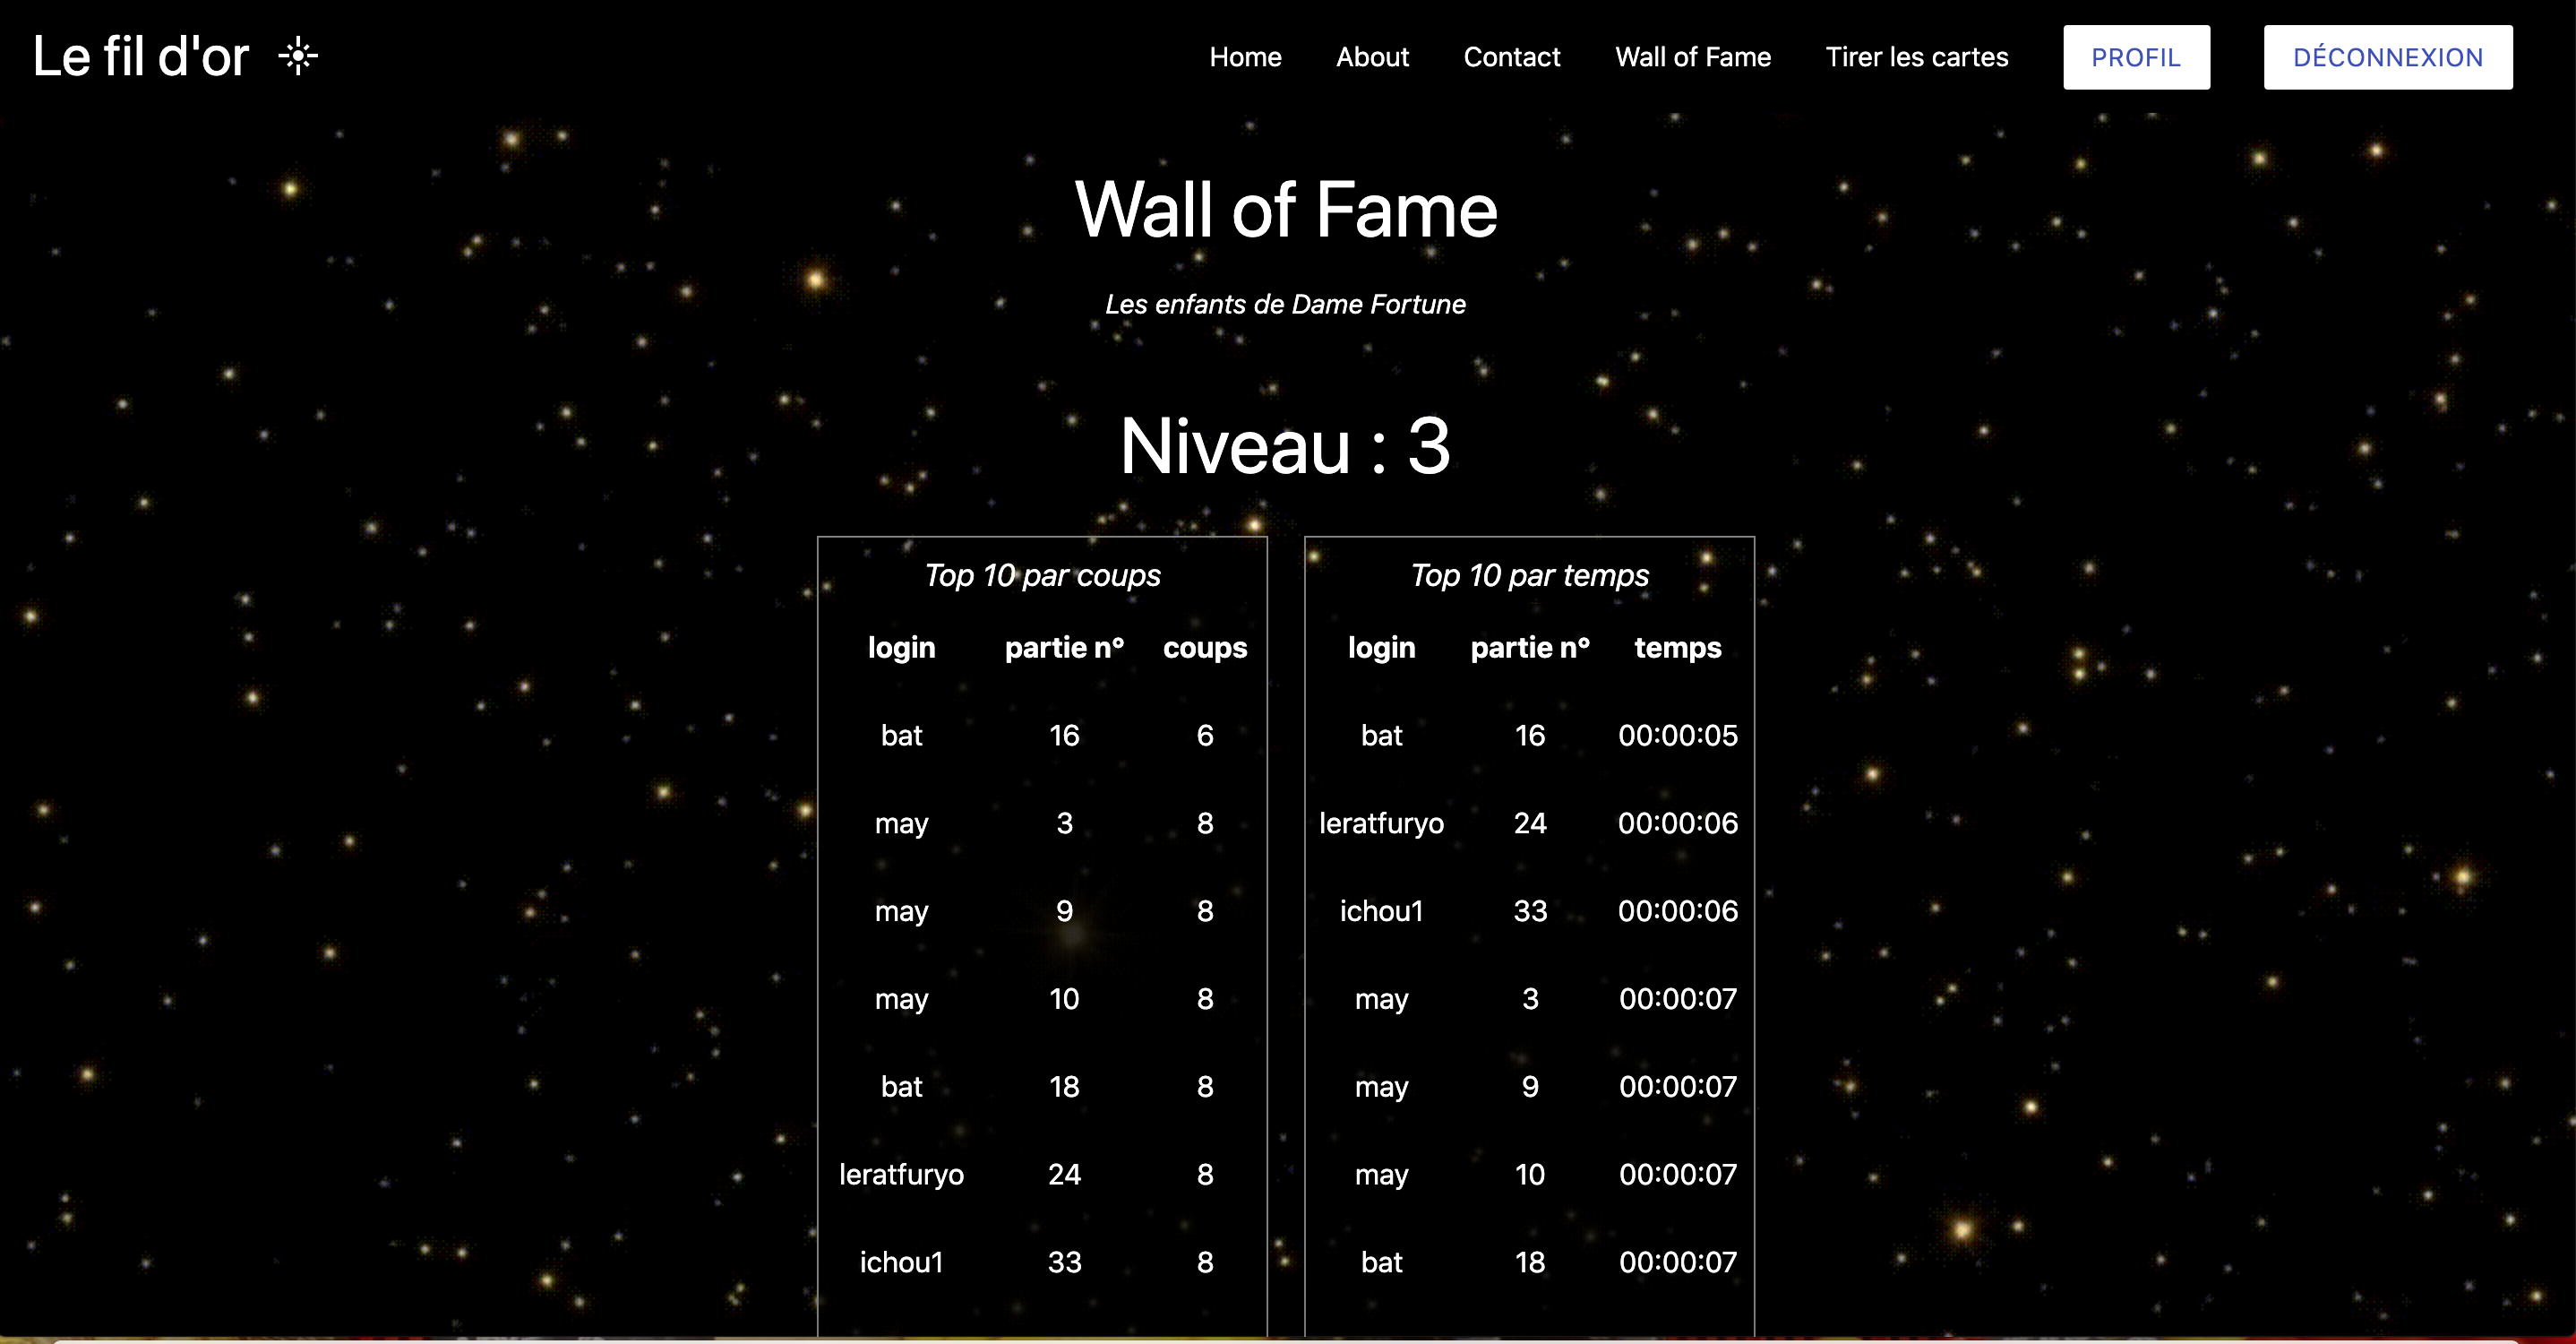 Le fil d'or
Home About Contact Wall of Fame Tirer les cartes PROFIL DÉCONNEXION
Wall of Fame
Les enfants de Dame Fortune
Niveau : 3
Top 10 par coups
login partie n° coups
bat 16 6
may 3 8
may 9 8
may 10 8
bat 18 8
leratfuryo 24 8
ichou1 33 8
Top 10 par temps
login partie n° temps
bat 16 00:00:05
leratfuryo 24 00:00:06
ichou1 33 00:00:06
may 3 00:00:07
may 9 00:00:07
may 10 00:00:07
bat 18 00:00:07